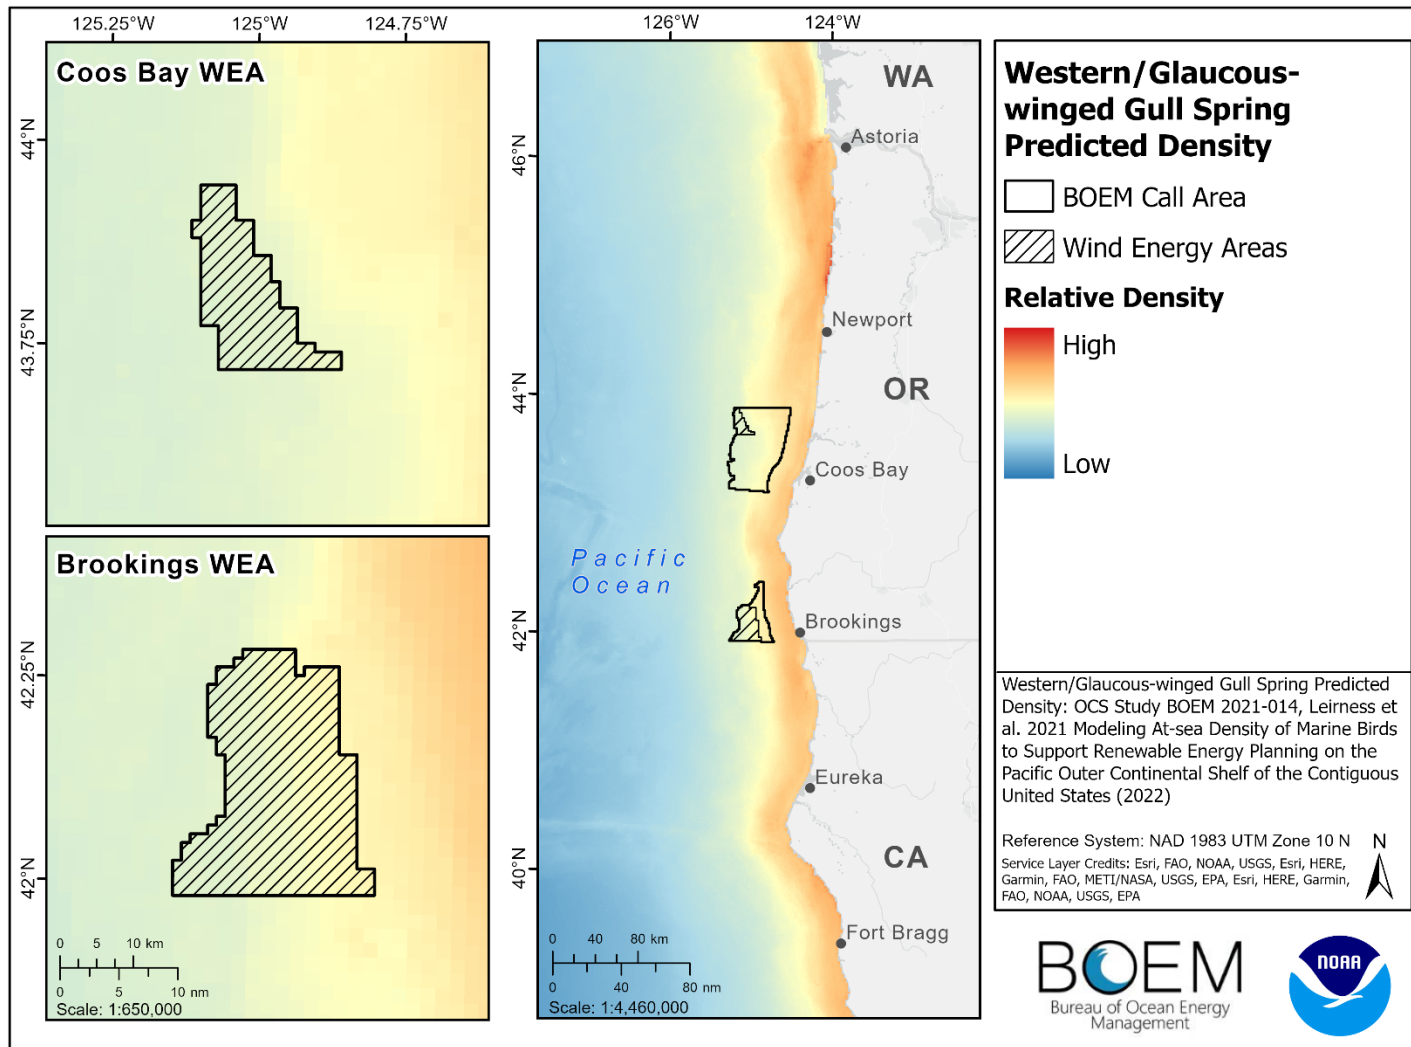 125.25°W 125°W 124.75°W
126°W 124°W
Coos Bay WEA
44°N
43.75°N
Brookings WEA
42.25°N
42°N
0 5 10 km
0 5 10 nm
Scale: 1:650,000
46°N
44°N
42°N
40°N
WA
Astoria
Newport
OR
Coos Bay
Pacific
Ocean
Brookings
Eureka
CA
Fort Bragg
0 40 80 km
0 40 80 nm
Scale: 1:4,460,000
Western/Glaucous-
winged Gull Spring
Predicted Density
BOEM Call Area
Wind Energy Areas
Relative Density
High
Low
Western/Glaucous-winged Gull Spring Predicted
Density: OCS Study BOEM 2021-014, Leirness et
al. 2021 Modeling At-sea Density of Marine Birds
to Support Renewable Energy Planning on the
Pacific Outer Continental Shelf of the Contiguous
United States (2022)
Reference System: NAD 1983 UTM Zone 10 N
N
Service Layer Credits: Esri, FAO, NOAA, USGS, Esri, HERE,
Garmin, FAO, METI/NASA, USGS, EPA, Esri, HERE, Garmin,
FAO, NOAA, USGS, EPA
BOEM
Bureau of Ocean Energy
Management
NOAA